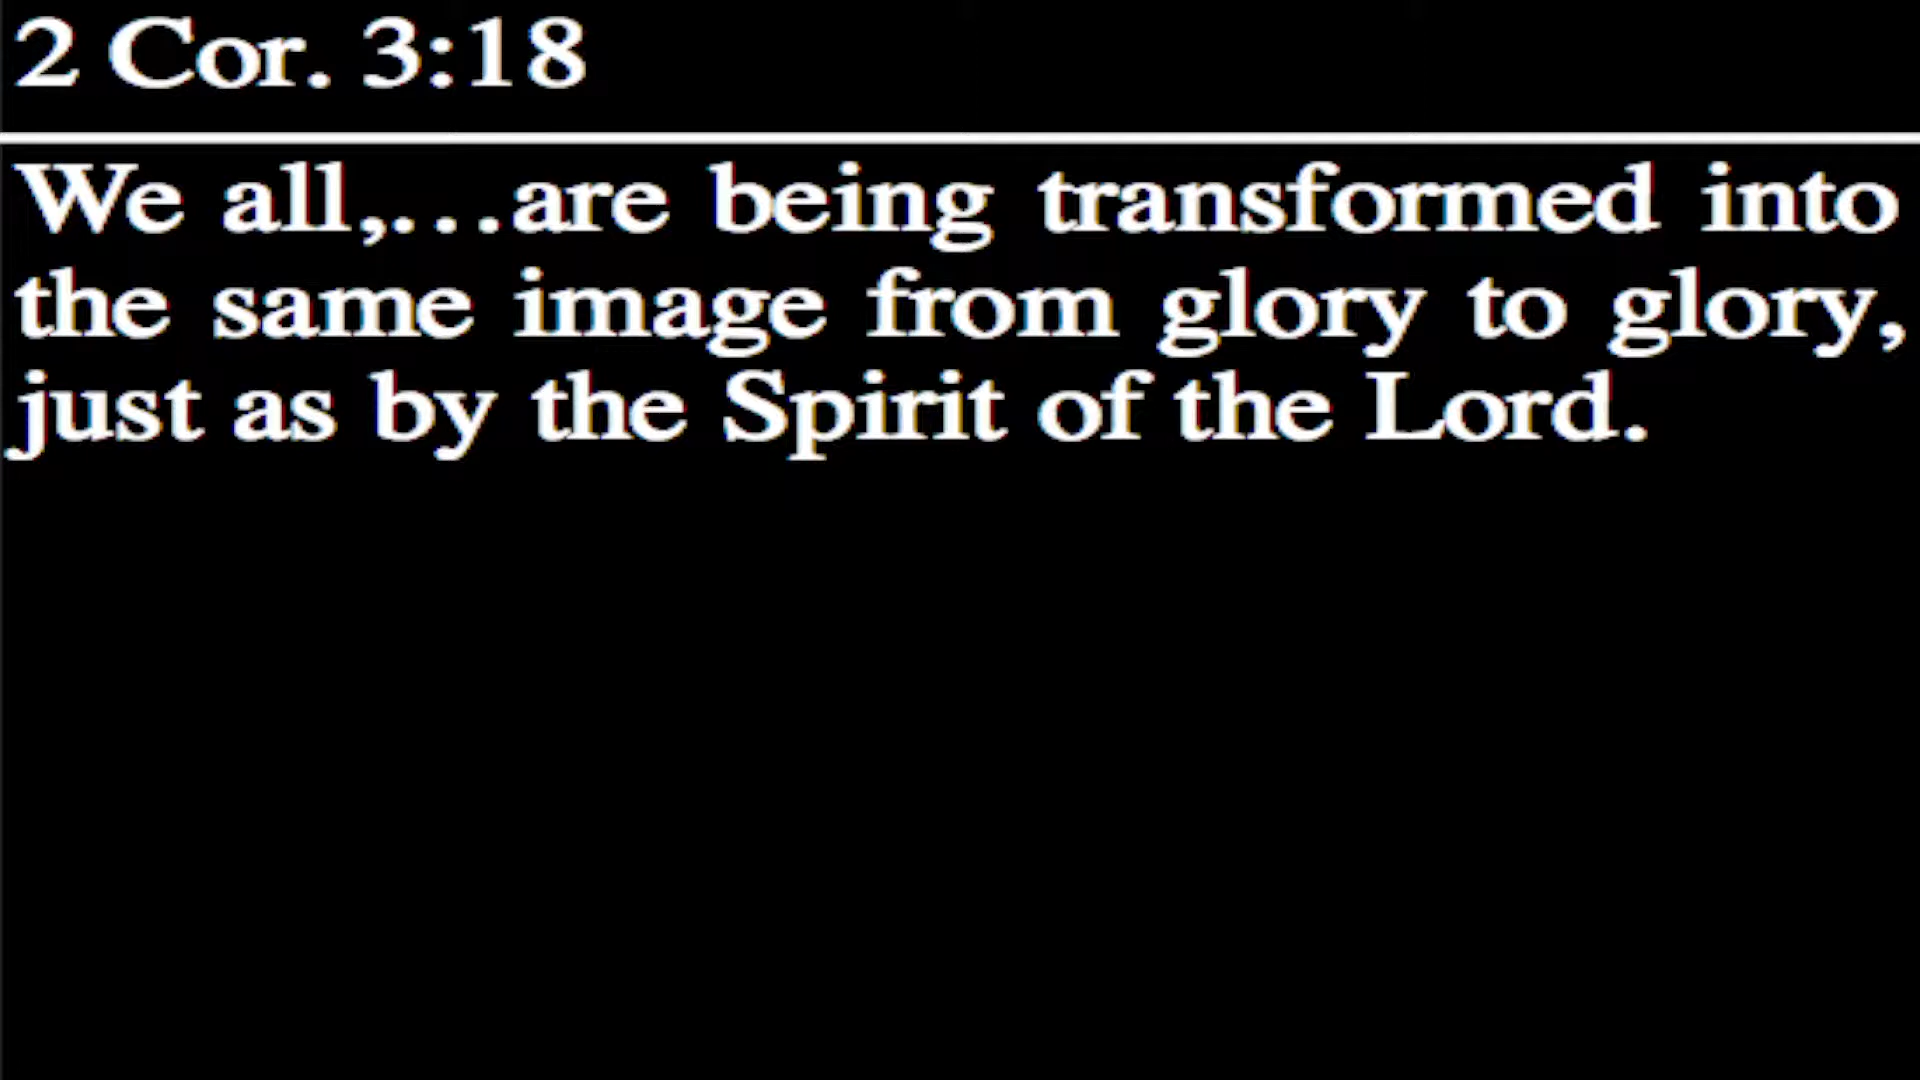 2 Cor. 3:18
We all,…are being transformed into
the same image from glory to glory,
just as by the Spirit of the Lord.